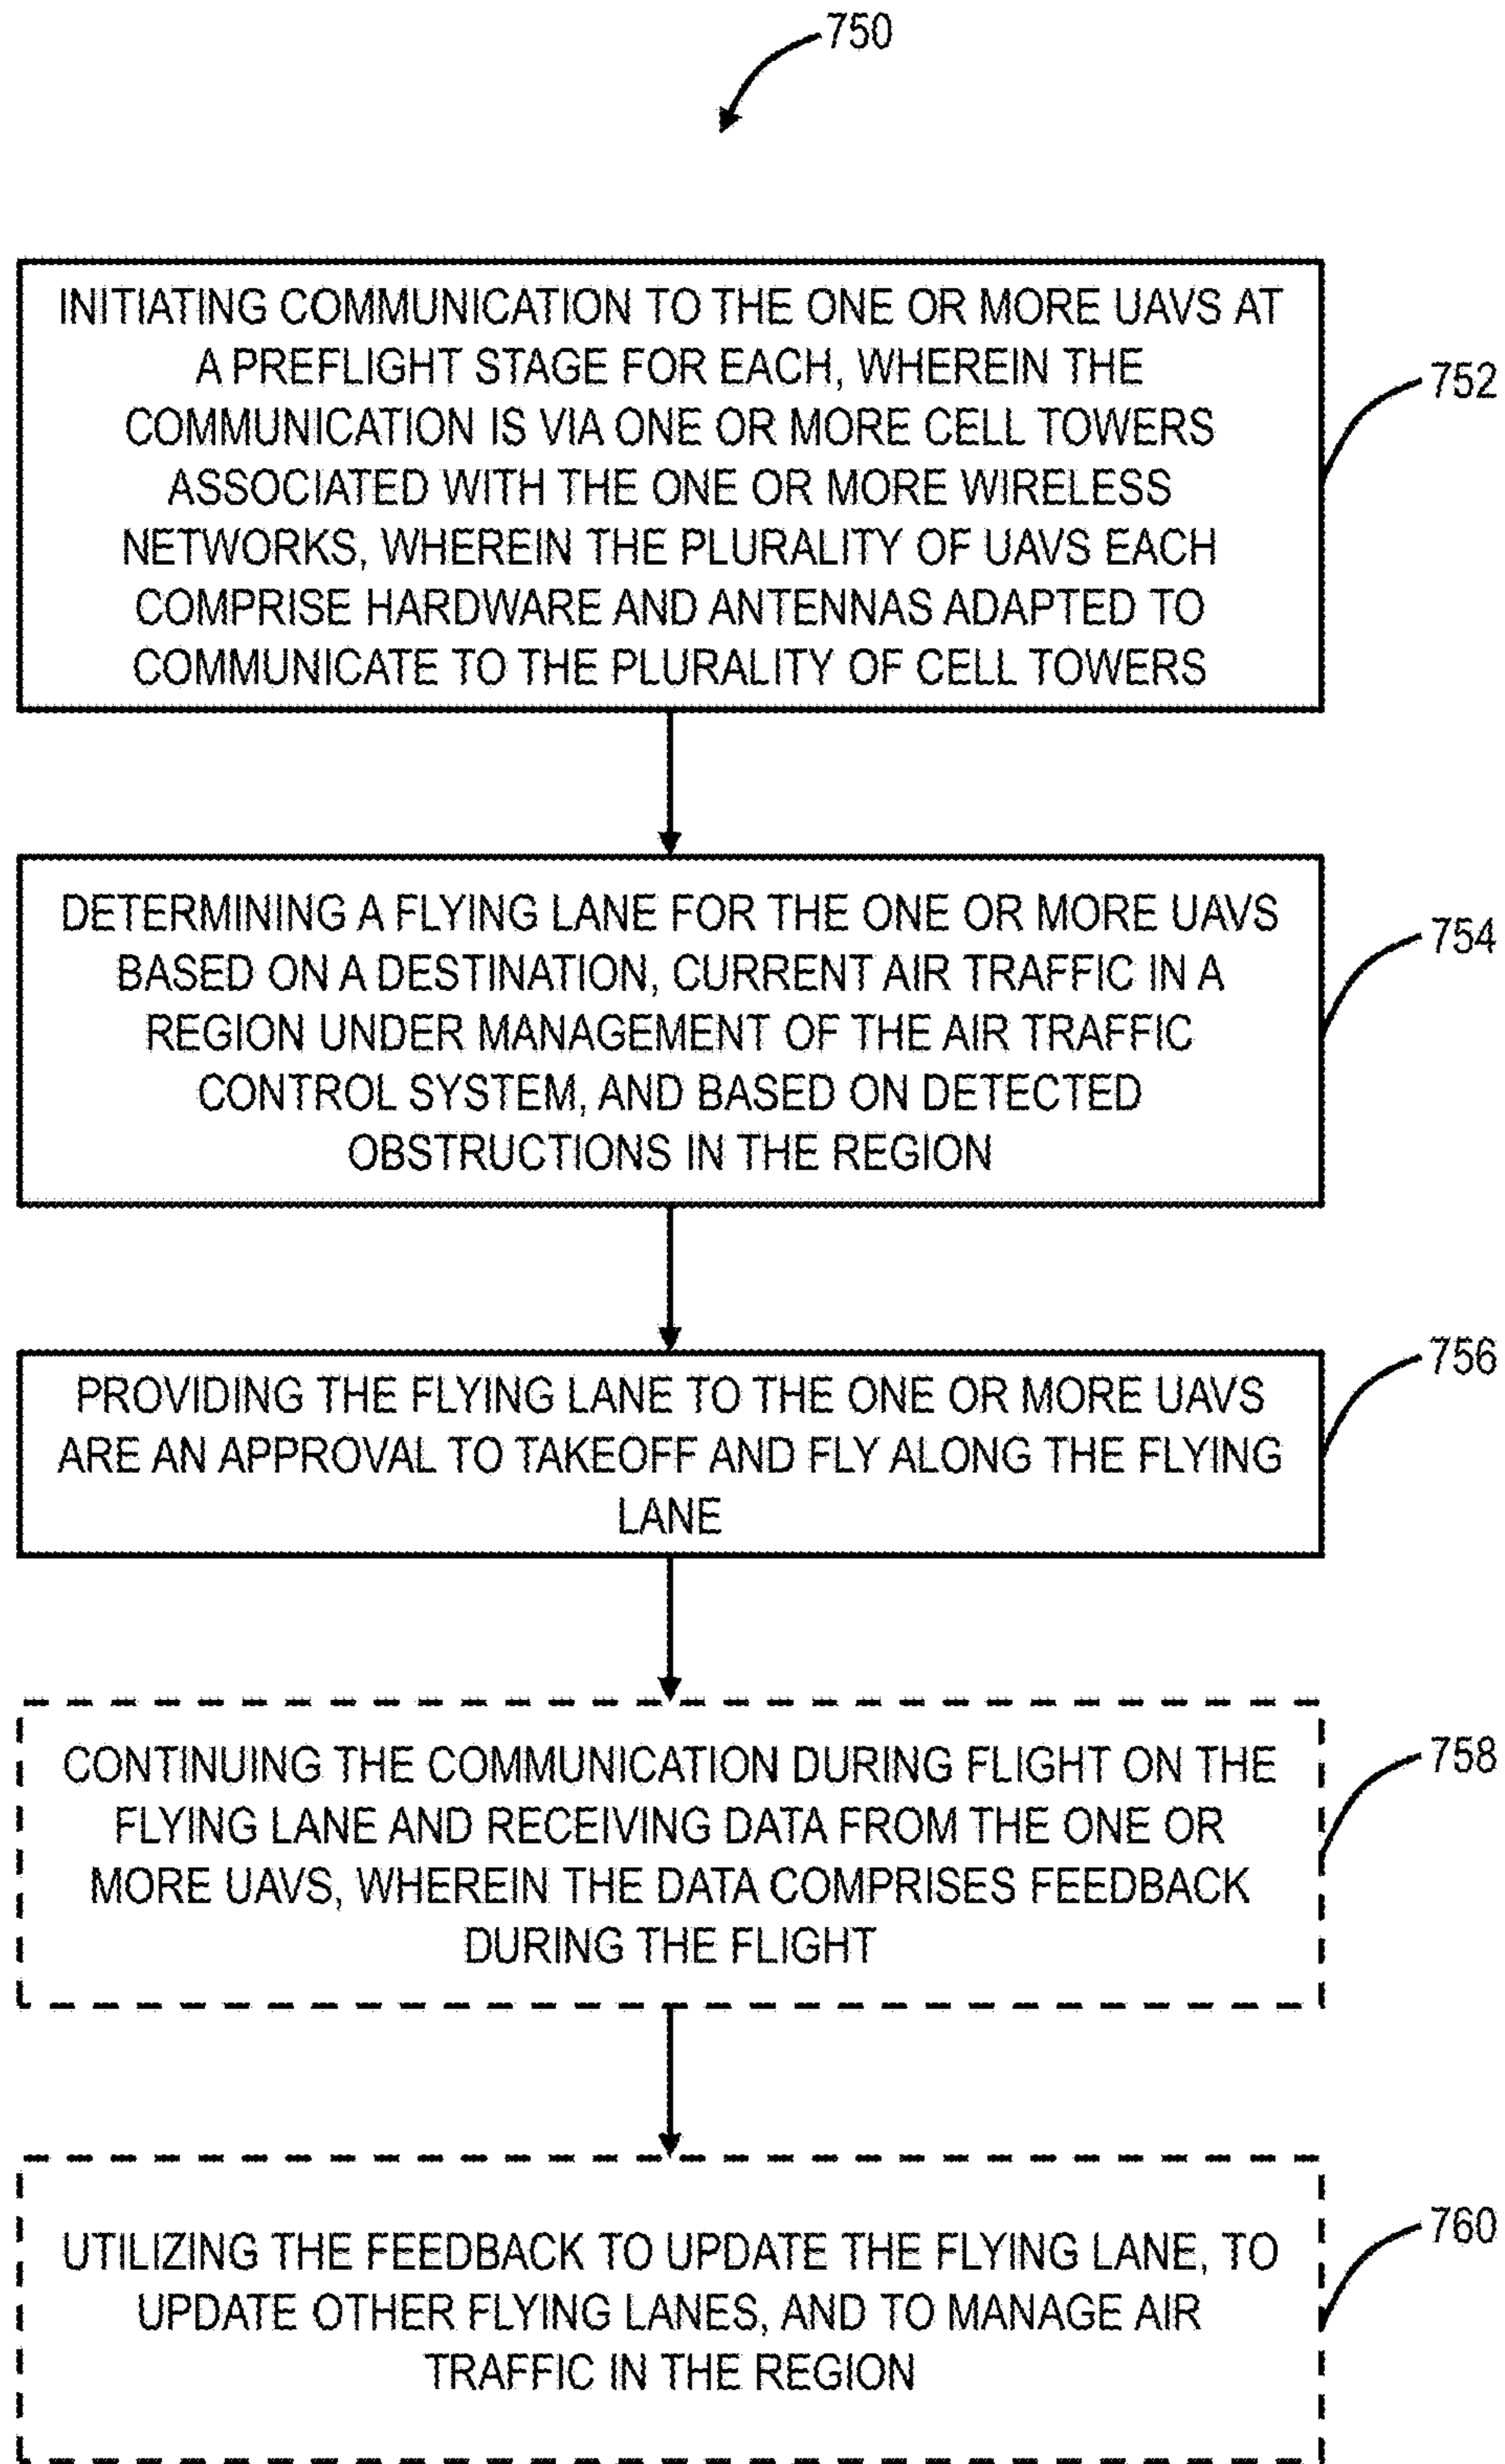 750
INITIATING COMMUNICATION TO THE ONE OR MORE UAVS AT
A PREFLIGHT STAGE FOR EACH, WHEREIN THE
COMMUNICATION IS VIA ONE OR MORE CELL TOWERS
ASSOCIATED WITH THE ONE OR MORE WIRELESS
NETWORKS, WHEREIN THE PLURALITY OF UAVS EACH
COMPRISE HARDWARE AND ANTENNAS ADAPTED TO
COMMUNICATE TO THE PLURALITY OF CELL TOWERS
752
DETERMINING A FLYING LANE FOR THE ONE OR MORE UAVS
BASED ON A DESTINATION, CURRENT AIR TRAFFIC IN A
REGION UNDER MANAGEMENT OF THE AIR TRAFFIC
CONTROL SYSTEM, AND BASED ON DETECTED
OBSTRUCTIONS IN THE REGION
754
PROVIDING THE FLYING LANE TO THE ONE OR MORE UAVS
ARE AN APPROVAL TO TAKEOFF AND FLY ALONG THE FLYING
LANE
756
CONTINUING THE COMMUNICATION DURING FLIGHT ON THE
FLYING LANE AND RECEIVING DATA FROM THE ONE OR
MORE UAVS, WHEREIN THE DATA COMPRISES FEEDBACK
DURING THE FLIGHT
758
UTILIZING THE FEEDBACK TO UPDATE THE FLYING LANE, TO
UPDATE OTHER FLYING LANES, AND TO MANAGE AIR
TRAFFIC IN THE REGION
760